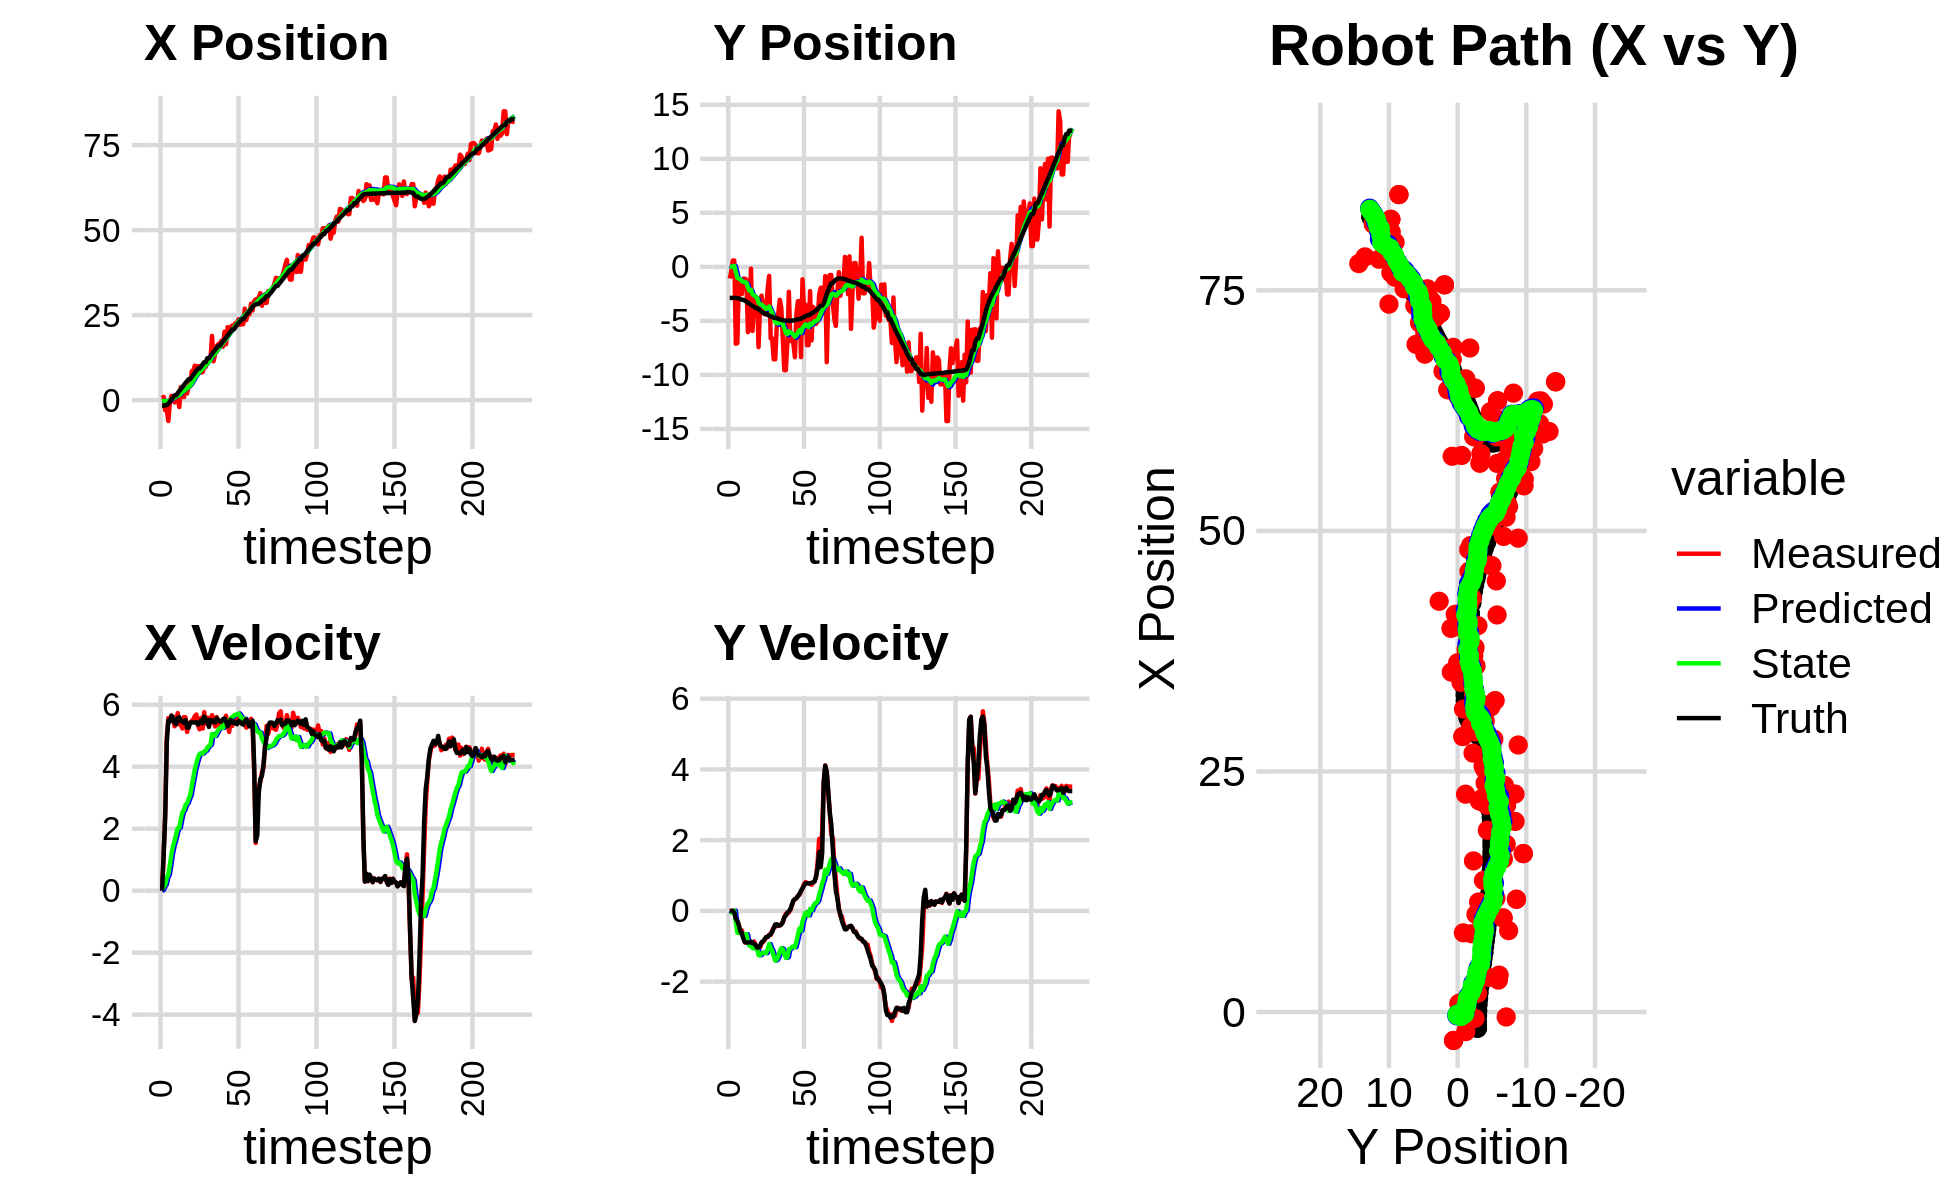 X Position
75
50
25
0
0
50
100
150
200
timestep
Y Position
15
10
5
0
-5
-10
-15
0
50
100
150
200
timestep
X Velocity
6
4
2
0
-2
-4
0
50
100
150
200
timestep
Y Velocity
6
4
2
0
-2
0
50
100
150
200
timestep
Robot Path (X vs Y)
X Position
75
50
25
0
20 10 0 -10 -20
Y Position
variable
Measured
Predicted
State
Truth